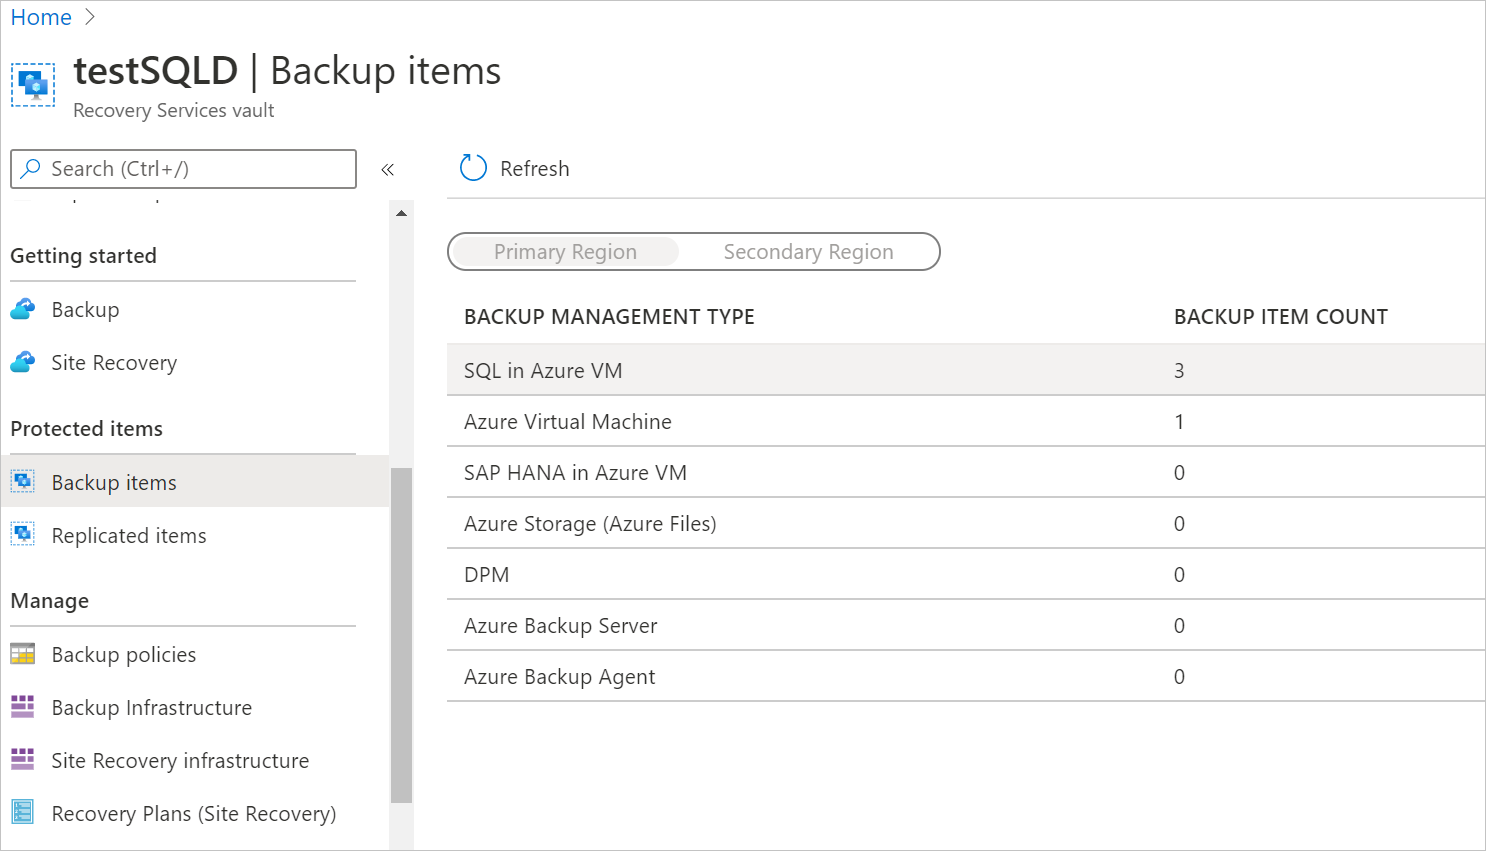 Home
testSQLD | Backup items
Recovery Services vault
Search (Ctrl+/)
«
Refresh
Getting started
Backup
Site Recovery
Protected items
Backup items
Replicated items
Manage
Backup policies
Backup Infrastructure
Site Recovery infrastructure
Recovery Plans (Site Recovery)
Primary Region Secondary Region
BACKUP MANAGEMENT TYPE BACKUP ITEM COUNT
SQL in Azure VM 3
Azure Virtual Machine 1
SAP HANA in Azure VM 0
Azure Storage (Azure Files) 0
DPM 0
Azure Backup Server 0
Azure Backup Agent 0